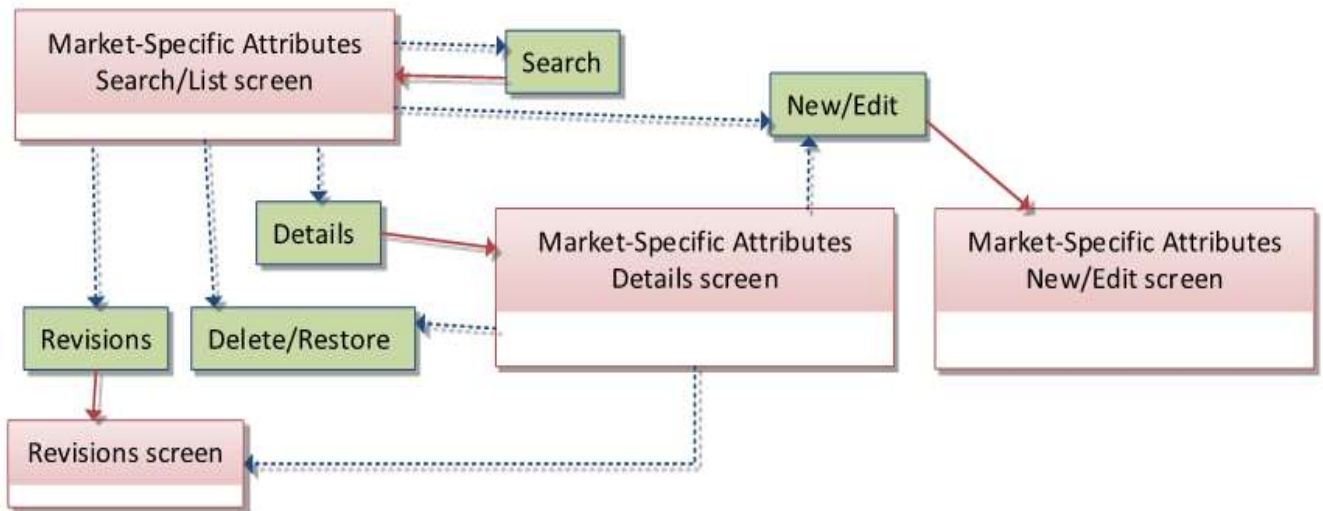 Market-Specific Attributes
Search/List screen
Search
New/Edit
Details
Market-Specific Attributes
Details screen
Market-Specific Attributes
New/Edit screen
Revisions
Delete/Restore
Revisions screen